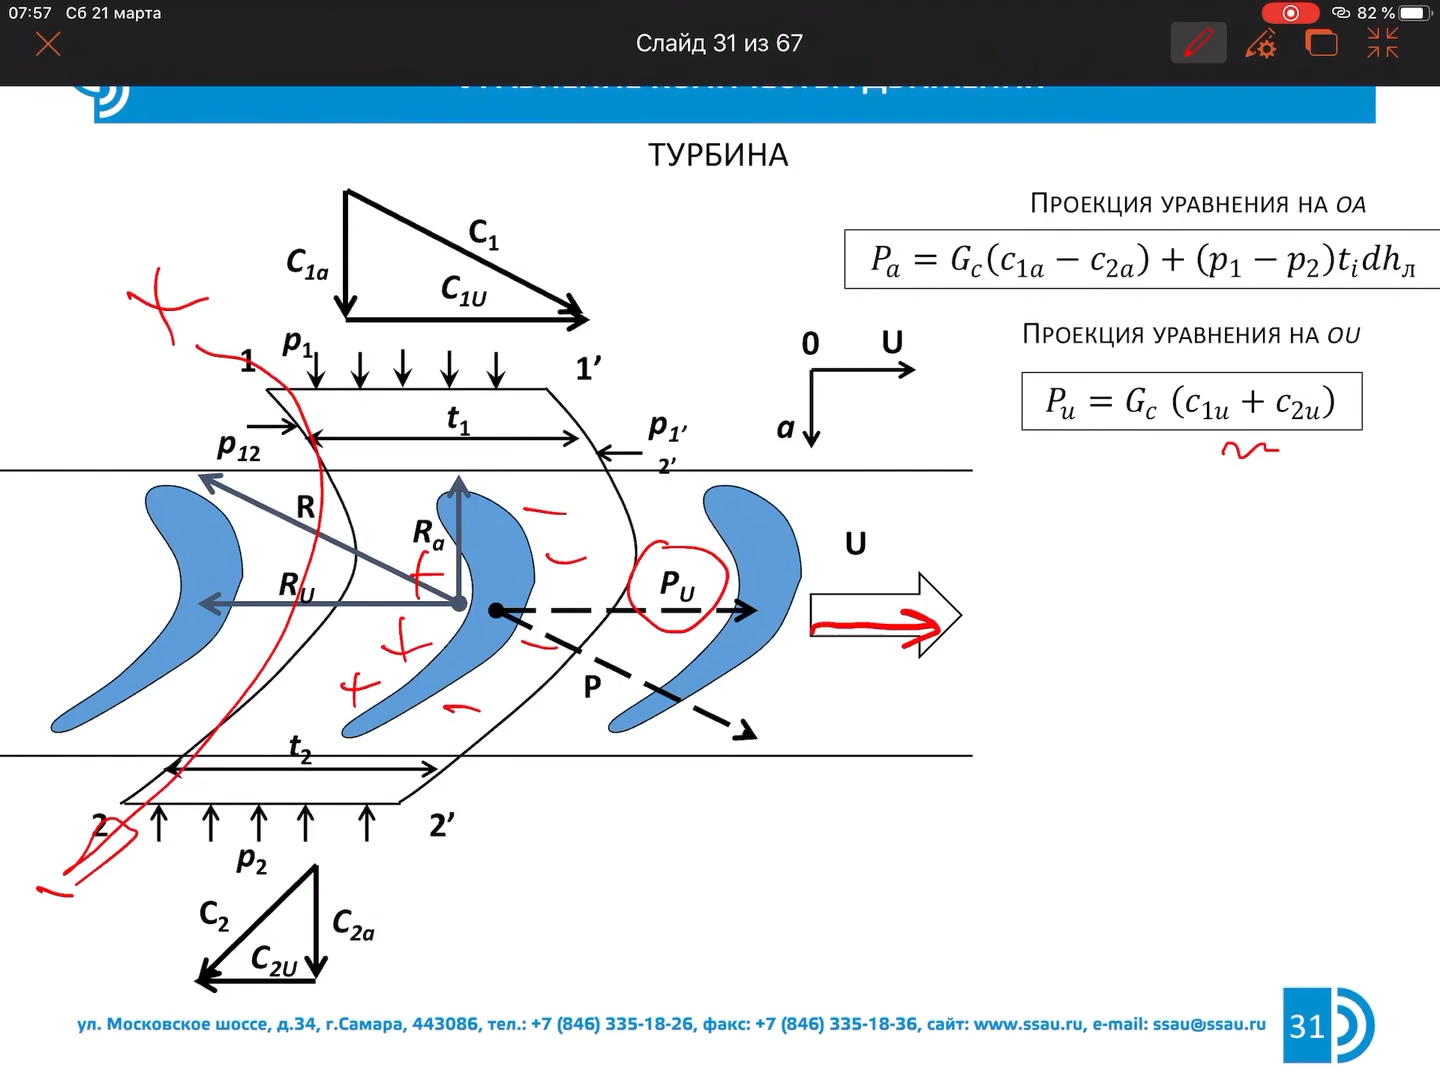 07:57 Сб 21 марта
82 %
Слайд 31 из 67
ТУРБИНА
C1
C1a
C1U
ПРОЕКЦИЯ УРАВНЕНИЯ НА OA
Pa = Gc(c1a − c2a) + (p1 − p2)tidhл
ПРОЕКЦИЯ УРАВНЕНИЯ НА OU
Pu = Gc (c1u + c2u)
0 U
a
1 p1 1’
t1
p12
p1’2’
R
Ra
RU
PU
U
P
t2
2 2’
p2
C2
C2a
C2U
ул. Московское шоссе, д.34, г.Самара, 443086, тел.: +7 (846) 335-18-26, факс: +7 (846) 335-18-36, сайт: www.ssau.ru, e-mail: ssau@ssau.ru
31